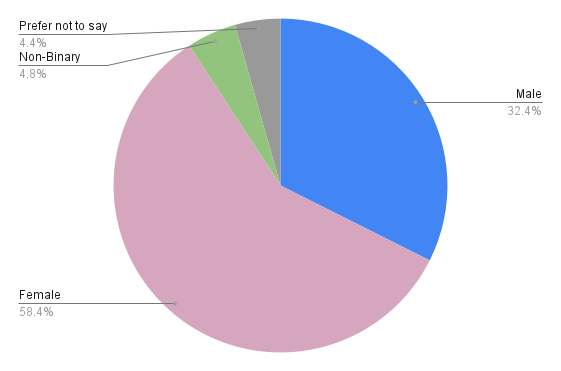 Prefer not to say
4.4%
Non-Binary
4.8%
Male
32.4%
Female
58.4%